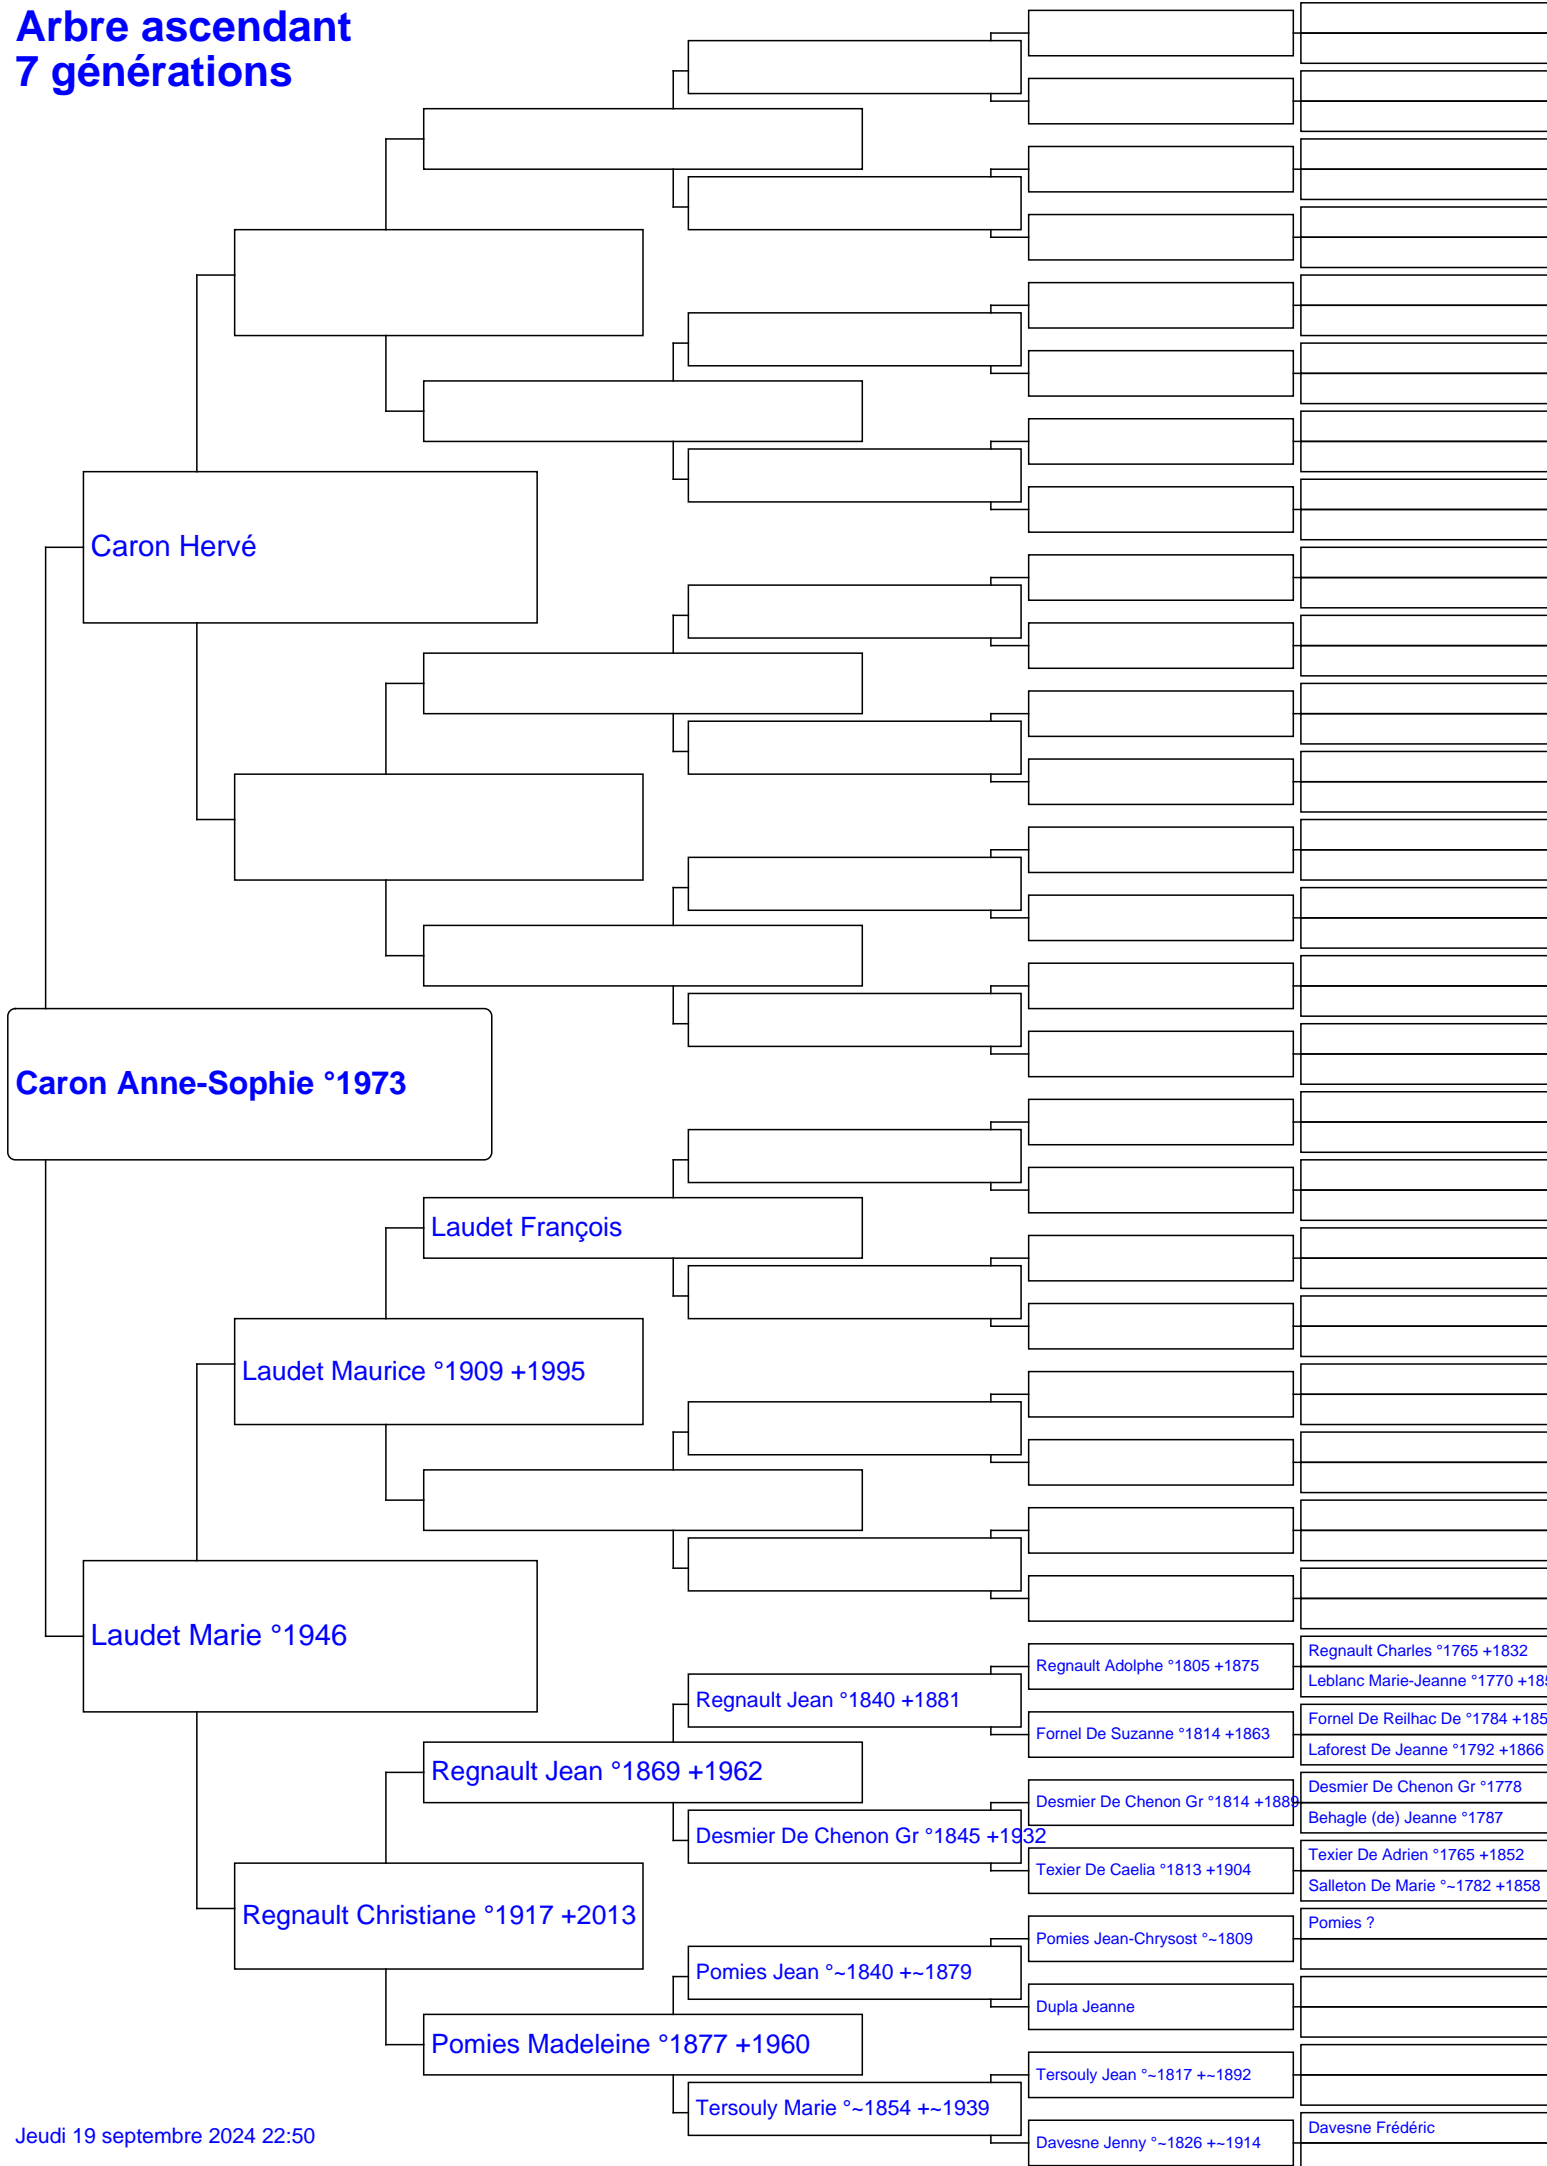 Arbre ascendant
7 générations
Caron Hervé
Caron Anne-Sophie °1973
Laudet François
Laudet Maurice °1909 +1995
Laudet Marie °1946
Regnault Charles °1765 +1832
Regnault Adolphe °1805 +1875
Leblanc Marie-Jeanne °1770 +185
Regnault Jean °1840 +1881
Fornel De Reilhac De °1784 +185
Fornel De Suzanne °1814 +1863
Laforest De Jeanne °1792 +1866
Regnault Jean °1869 +1962
Desmier De Chenon Gr °1778
Desmier De Chenon Gr °1814 +1889
Behagle (de) Jeanne °1787
Desmier De Chenon Gr °1845 +1932
Texier De Adrien °1765 +1852
Texier De Caelia °1813 +1904
Salleton De Marie °~1782 +1858
Regnault Christiane °1917 +2013
Pomies ?
Pomies Jean-Chrysost °~1809
Pomies Jean °~1840 +~1879
Dupla Jeanne
Pomies Madeleine °1877 +1960
Tersouly Jean °~1817 +~1892
Tersouly Marie °~1854 +~1939
Davesne Frédéric
Davesne Jenny °~1826 +~1914
Jeudi 19 septembre 2024 22:50